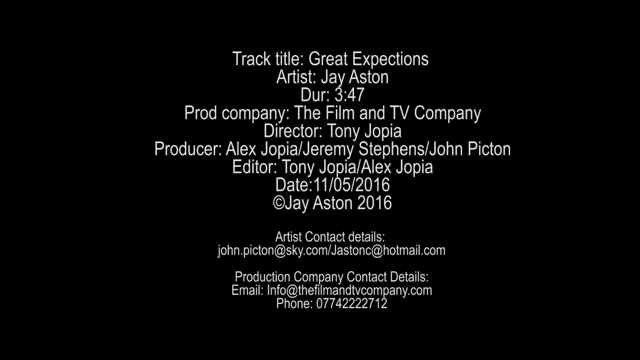 Track title: Great Expections
Artist: Jay Aston
Dur: 3:47
Prod company: The Film and TV Company
Director: Tony Jopia
Producer: Alex Jopia/Jeremy Stephens/John Picton
Editor: Tony Jopia/Alex Jopia
Date:11/05/2016
©Jay Aston 2016
Artist Contact details:
john.picton@sky.com/Jastonc@hotmail.com
Production Company Contact Details:
Email: Info@thefilmandtvcompany.com
Phone: 07742222712